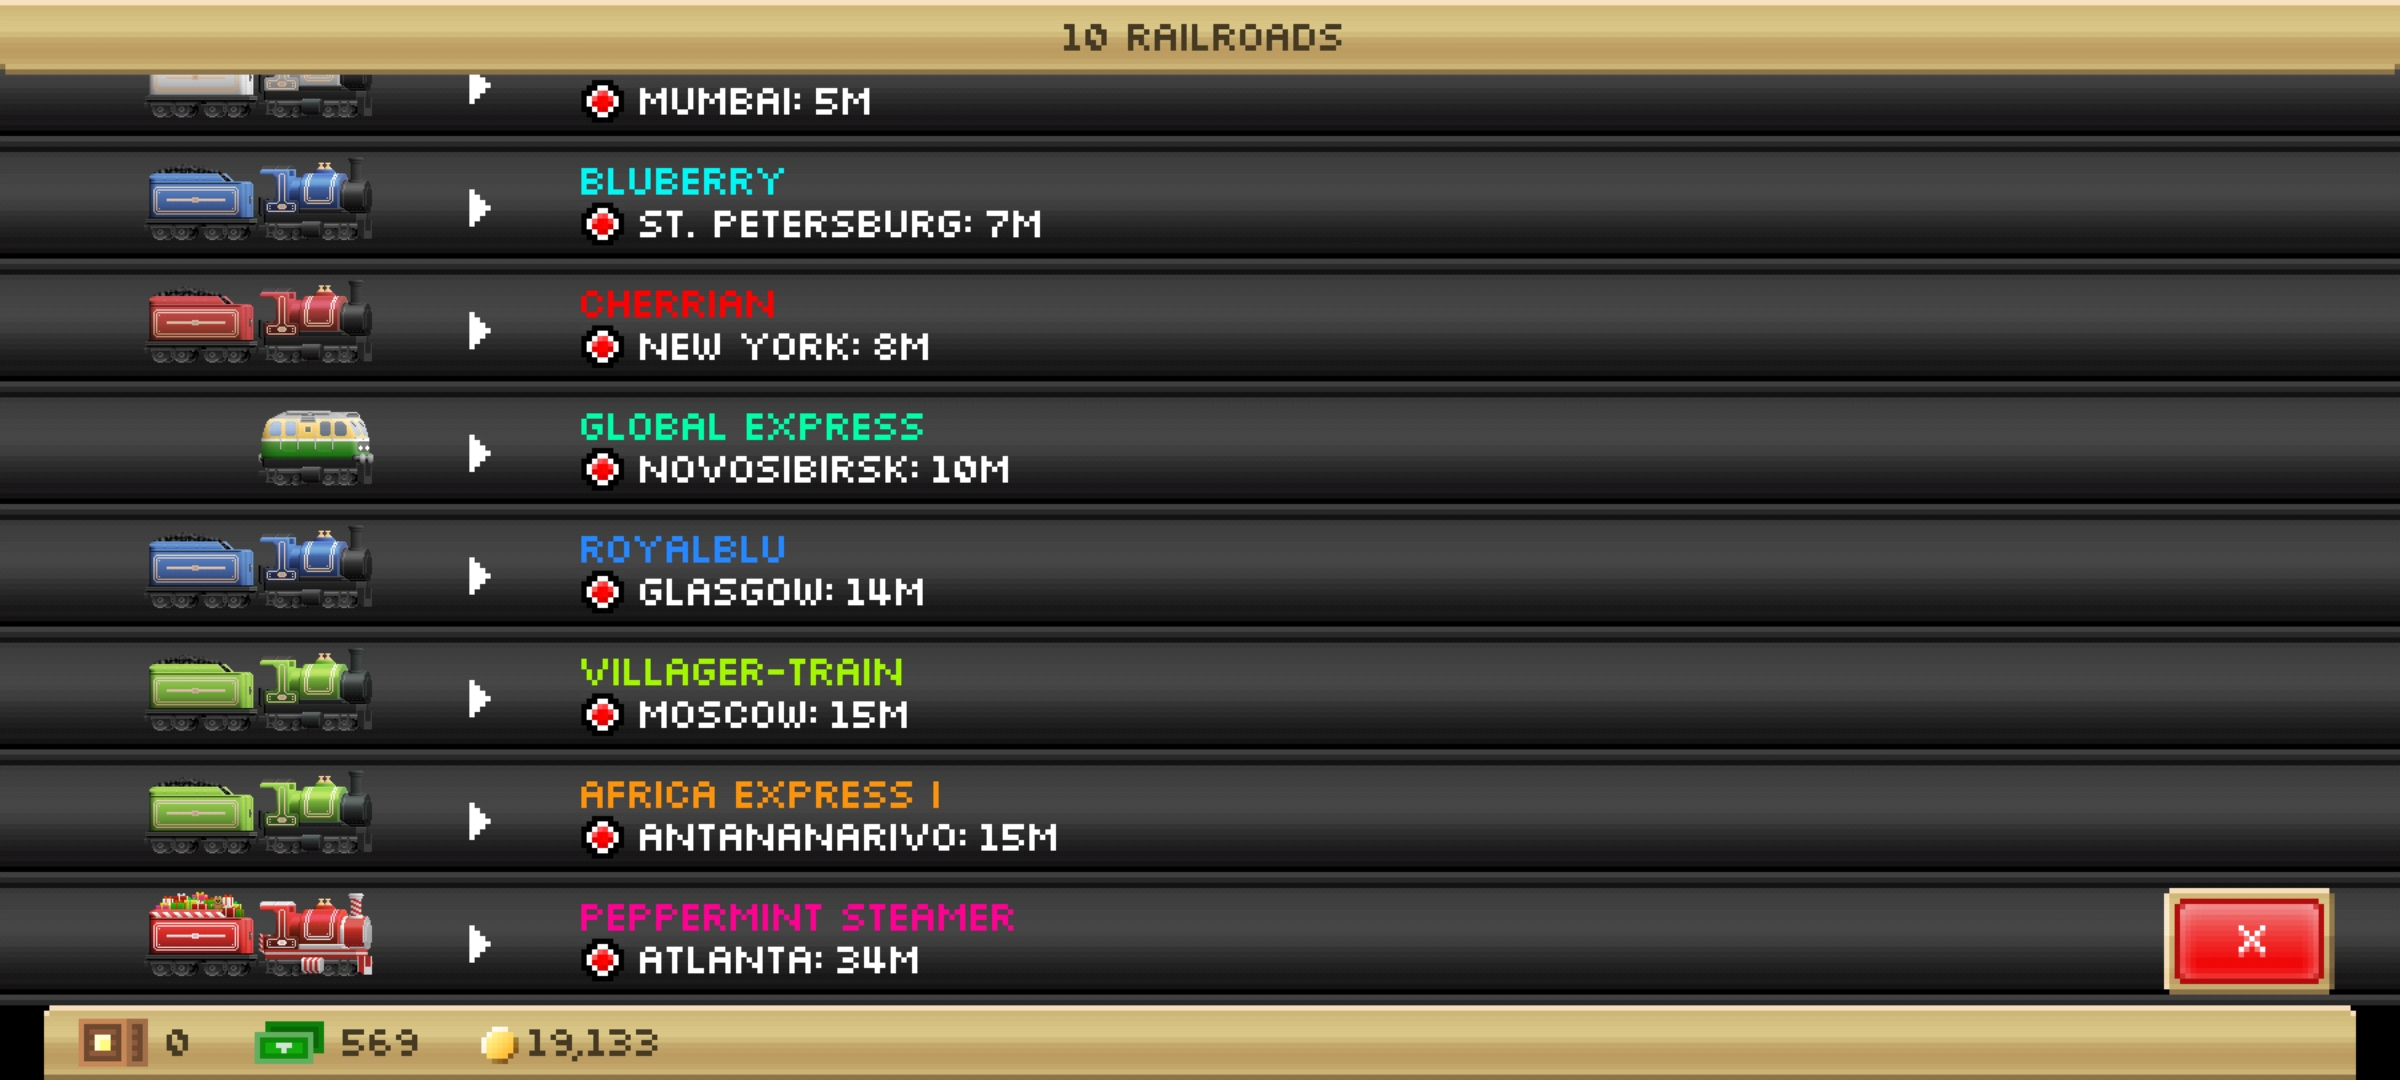 10 RAILROADS
MUMBAI: 5M
BLUBERRY
ST. PETERSBURG: 7M
CHERRIAN
NEW YORK: 8M
GLOBAL EXPRESS
NOVOSIBIRSK: 10M
ROYALBLU
GLASGOW: 14M
VILLAGER-TRAIN
MOSCOW: 15M
AFRICA EXPRESS I
ANTANANARIVO: 15M
PEPPERMINT STEAMER
ATLANTA: 34M
X
0 569 19,133